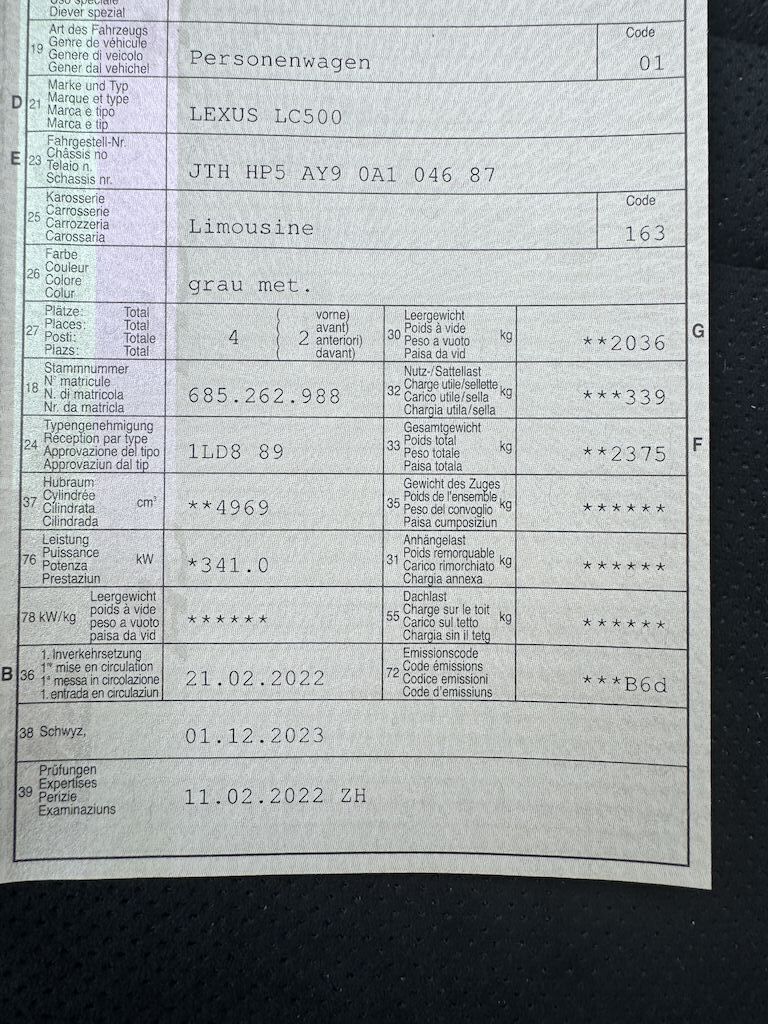 Diever spezial
19 Art des Fahrzeugs
Genre de véhicule
Genere di veicolo
Gener dal vehichel
Personenwagen
Code
01
D 21 Marke und Typ
Marque et type
Marca e tipo
Marca e tip
LEXUS LC500
E 23 Fahrgestell-Nr.
Châssis no
Telaio n.
Schassis nr.
JTH HP5 AY9 0A1 046 87
25 Karosserie
Carrosserie
Carrozzeria
Carossaria
Limousine
Code
163
26 Farbe
Couleur
Colore
Colur
grau met.
27 Plätze: Total
Places: Total
Posti: Totale
Plazs: Total
4
( vorne)
( avant)
( 2 anteriori)
( davant)
30 Leergewicht
Poids à vide
Peso a vuoto
Paisa da vid
kg
**2036
G
18 Stammnummer
N° matricule
N. di matricola
Nr. da matricla
685.262.988
32 Nutz-/Sattellast
Charge utile/sellette
Carico utile/sella
Chargia utila/sella
kg
***339
24 Typengenehmigung
Réception par type
Approvazione del tipo
Approvaziun dal tip
1LD8 89
33 Gesamtgewicht
Poids total
Peso totale
Paisa totala
kg
**2375
F
37 Hubraum
Cylindrée
Cilindrata
Cilindrada
cm³
**4969
35 Gewicht des Zuges
Poids de l'ensemble
Peso del convoglio
Paisa cumposiziun
kg
******
76 Leistung
Puissance
Potenza
Prestaziun
kW
*341.0
31 Anhängelast
Poids remorquable
Carico rimorchiato
Chargia annexa
kg
******
78 kW/kg
Leergewicht
poids à vide
peso a vuoto
paisa da vid
******
55 Dachlast
Charge sur le toit
Carico sul tetto
Chargia sin il tetg
kg
******
B 36 1. Inverkehrsetzung
1re mise en circulation
1a messa in circolazione
1. entrada en circulaziun
21.02.2022
72 Emissionscode
Code émissions
Codice emissioni
Code d'emissiuns
***B6d
38 Schwyz,
01.12.2023
39 Prüfungen
Expertises
Perizie
Examinaziuns
11.02.2022 ZH